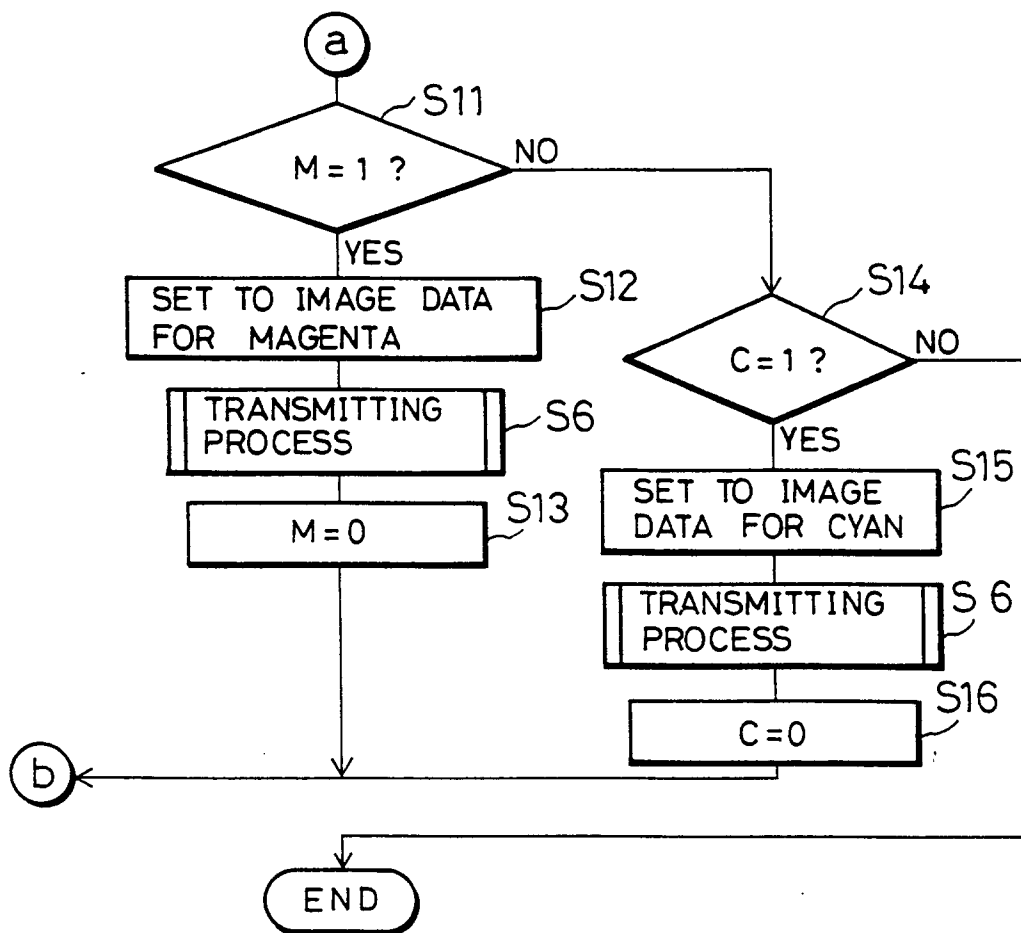 a
S11
M=1 ?
NO
YES
SET TO IMAGE DATA
FOR MAGENTA
S12
TRANSMITTING
PROCESS
S6
M=0
S13
S14
C=1 ?
NO
YES
SET TO IMAGE
DATA FOR CYAN
S15
TRANSMITTING
PROCESS
S6
C=0
S16
b
END